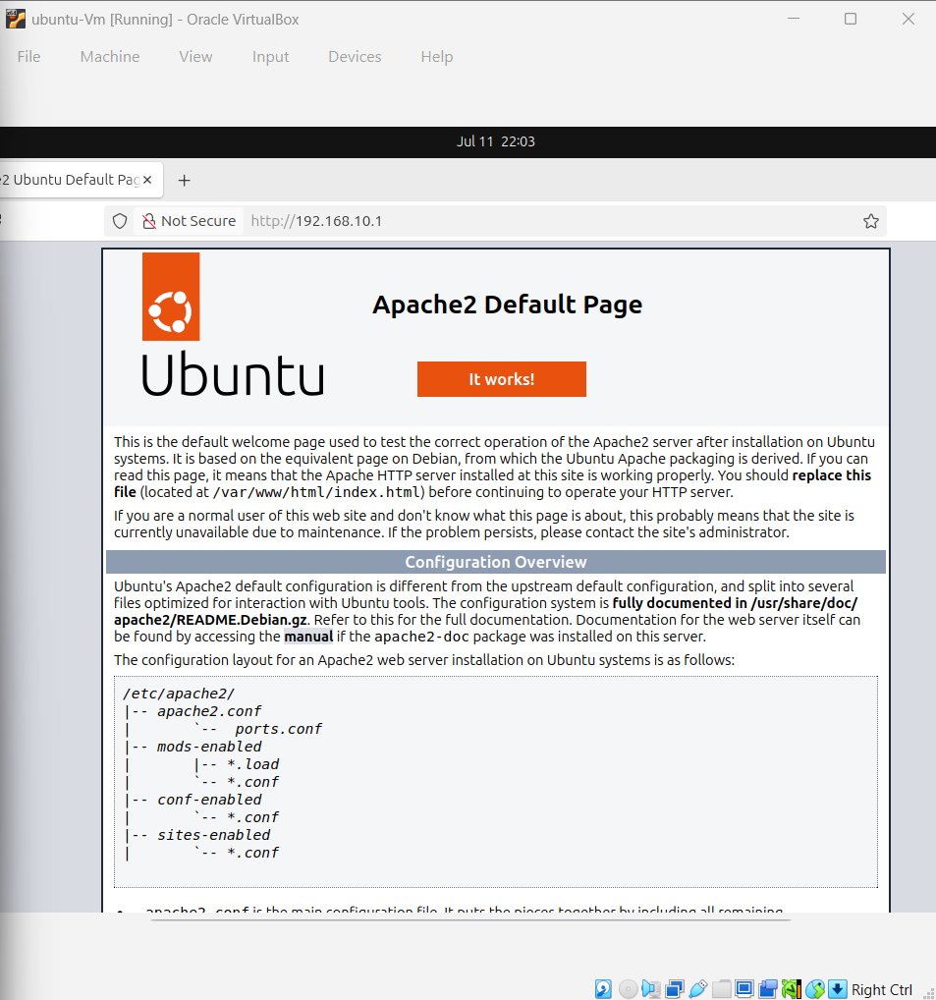 ubuntu-Vm [Running] - Oracle VirtualBox
File Machine View Input Devices Help
Jul 11 22:03
2 Ubuntu Default Pag
Not Secure http://192.168.10.1
Apache2 Default Page
Ubuntu
It works!
This is the default welcome page used to test the correct operation of the Apache2 server after installation on Ubuntu
systems. It is based on the equivalent page on Debian, from which the Ubuntu Apache packaging is derived. If you can
read this page, it means that the Apache HTTP server installed at this site is working properly. You should replace this
file (located at /var/www/html/index.html) before continuing to operate your HTTP server.
If you are a normal user of this web site and don't know what this page is about, this probably means that the site is
currently unavailable due to maintenance. If the problem persists, please contact the site's administrator.
Configuration Overview
Ubuntu's Apache2 default configuration is different from the upstream default configuration, and split into several
files optimized for interaction with Ubuntu tools. The configuration system is fully documented in /usr/share/doc/
apache2/README.Debian.gz. Refer to this for the full documentation. Documentation for the web server itself can
be found by accessing the manual if the apache2-doc package was installed on this server.
The configuration layout for an Apache2 web server installation on Ubuntu systems is as follows:
/etc/apache2/
|-- apache2.conf
|       `--  ports.conf
|-- mods-enabled
|       |-- *.load
|       `-- *.conf
|-- conf-enabled
|       `-- *.conf
|-- sites-enabled
|       `-- *.conf
• apache2.conf is the main configuration file. It puts the pieces together by including all remaining
Right Ctrl